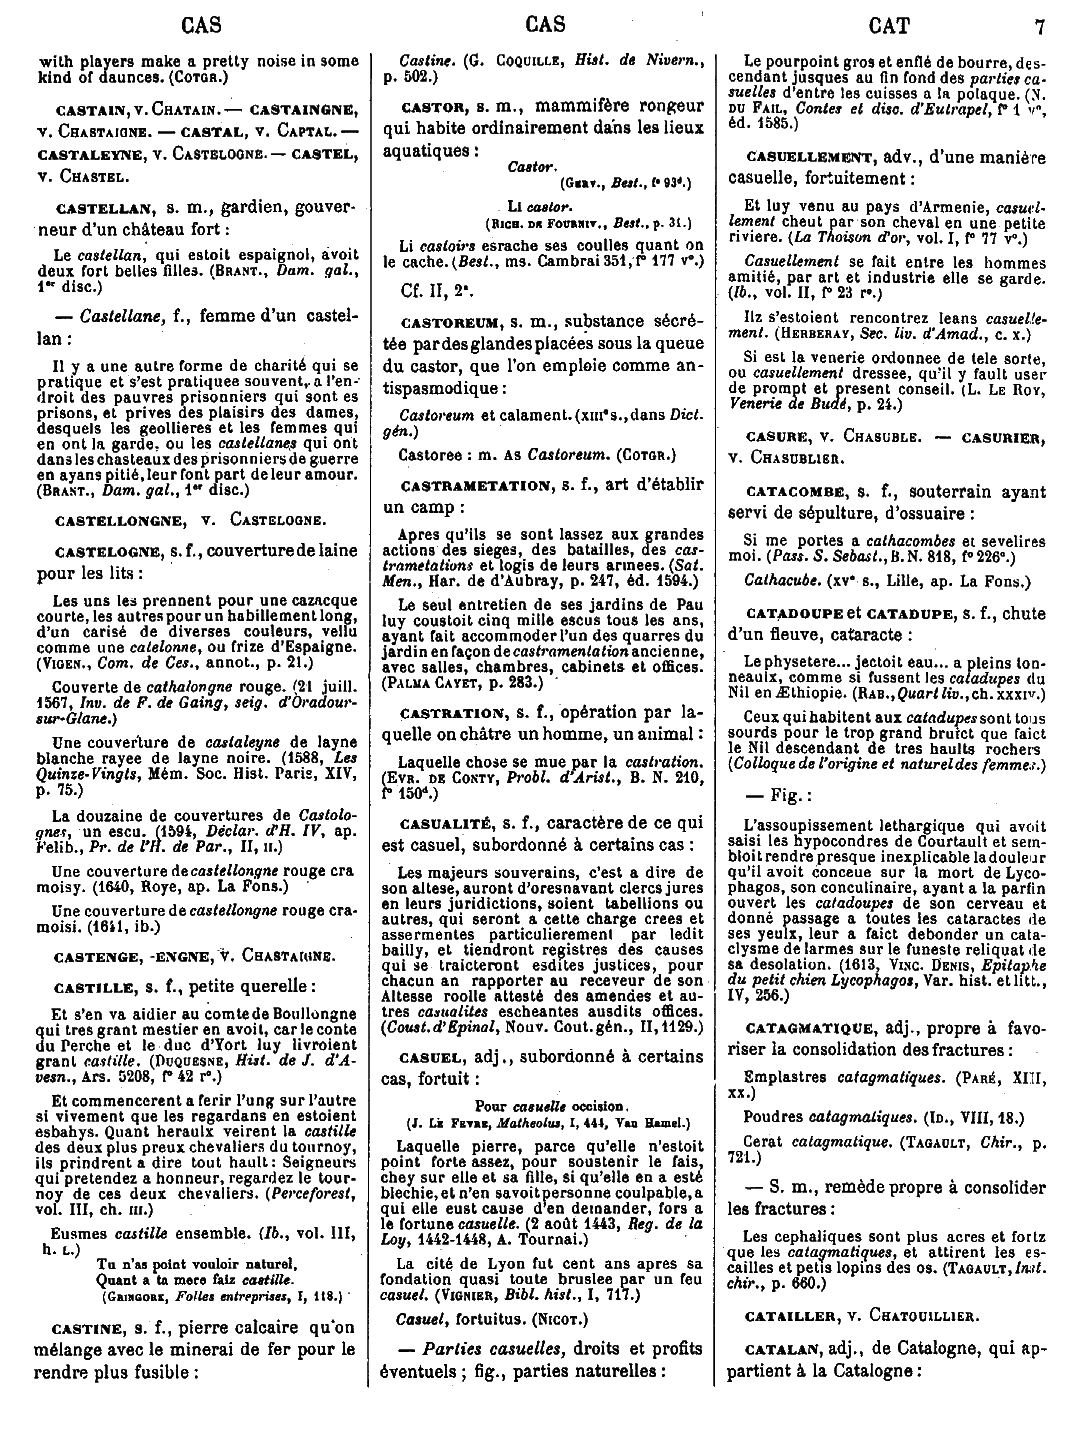 CAS CAS CAT 7
with players make a pretty noise in some
kind of daunces. (COTGR.)
CASTAIN, V. CHATAIN. — CASTAINGNE,
V. CHASTAIGNE. — CASTAL, V. CAPTAL. —
CASTALEYNE, V. CASTELOGNE. — CASTEL,
V. CHASTEL.
CASTELLAN, s. m., gardien, gouver-
neur d'un château fort :
Le castellan, qui estoit espaignol, avoit
deux fort belles filles. (BRANT., Dam. gal.,
1er disc.)
— Castellane, f., femme d'un castel-
lan :
Il y a une autre forme de charité qui se
pratique et s'est pratiquee souvent, a l'en-
droit des pauvres prisonniers qui sont es
prisons, et prives des plaisirs des dames,
desquels les geollieres et les femmes qui
en ont la garde, ou les castellanes qui ont
dans les chasteaux des prisonniers de guerre
en ayans pitié, leur font part de leur amour.
(BRANT., Dam. gal., 1er disc.)
CASTELLONGNE, V. CASTELOGNE.
CASTELOGNE, s. f., couverture de laine
pour les lits :
Les uns les prennent pour une cazacque
courte, les autres pour un habillement long,
d'un carisé de diverses couleurs, vellu
comme une catelonne, ou frize d'Espaigne.
(VIGEN., Com. de Ces., annot., p. 21.)
Couverte de cathalongne rouge. (21 juill.
1567, Inv. de F. de Gaing, seig. d'Oradour-
sur-Glane.)
Une couverture de castaleyne de layne
blanche rayee de layne noire. (1588, Les
Quinze-Vingts, Mém. Soc. Hist. Paris, XIV,
p. 75.)
La douzaine de couvertures de Castolo-
gnes, un escu. (1594, Déclar. d'H. IV, ap.
Felib., Pr. de l'H. de Par., II, II.)
Une couverture de castellongne rouge cra
moisy. (1640, Roye, ap. La Fons.)
Une couverture de castellongne rouge cra-
moisi. (1641, ib.)
CASTENGE, -ENGNE, V. CHASTAIGNE.
CASTILLE, s. f., petite querelle :
Et s'en va aidier au comte de Boullongne
qui tres grant mestier en avoit, car le conte
du Perche et le duc d'Yort luy livroient
grant castille. (DUQUESNE, Hist. de J. d'A-
vesn., Ars. 5208, f° 42 r°.)
Et commencerent a ferir l'ung sur l'autre
si vivement que les regardans en estoient
esbahys. Quant heraulx veirent la castille
des deux plus preux chevaliers du tournoy,
ils prindrent a dire tout hault : Seigneurs
qui pretendez a honneur, regardez le tour-
noy de ces deux chevaliers. (Perceforest,
vol. III, ch. III.)
Eusmes castille ensemble. (Ib., vol. III,
h. L.)
Tu n'as point vouloir naturel,
Quant a ta mere faiz castille.
(GRINGORE, Folles entreprises, I, 118.)
CASTINE, s. f., pierre calcaire qu'on
mélange avec le minerai de fer pour le
rendre plus fusible :
Castine. (G. COQUILLE, Hist. de Nivern.,
p. 502.)
CASTOR, s. m., mammifère rongeur
qui habite ordinairement dans les lieux
aquatiques :
Castor.
(GERV., Best., f° 93d.)
Li castor.
(RICH. DE FOURNIV., Best., p. 31.)
Li castoirs esrache ses coulles quant on
le cache. (Best., ms. Cambrai 351, f° 177 v°.)
Cf. II, 2a.
CASTOREUM, s. m., substance sécré-
tée par des glandes placées sous la queue
du castor, que l'on emploie comme an-
tispasmodique :
Castoreum et calament. (XIIIe s., dans Dict.
gén.)
Castoree : m. AS Castoreum. (COTGR.)
CASTRAMETATION, s. f., art d'établir
un camp :
Apres qu'ils se sont lassez aux grandes
actions des sieges, des batailles, des cas-
trametations et logis de leurs armees. (Sat.
Men., Har. de d'Aubray, p. 247, éd. 1594.)
Le seul entretien de ses jardins de Pau
luy coustoit cinq mille escus tous les ans,
ayant fait accommoder l'un des quarres du
jardin en façon de castramentation ancienne,
avec salles, chambres, cabinets et offices.
(PALMA CAYET, p. 283.)
CASTRATION, s. f., opération par la-
quelle on châtre un homme, un animal :
Laquelle chose se mue par la castration.
(EVR. DE CONTY, Probl. d'Arist., B. N. 210,
f° 150d.)
CASUALITÉ, s. f., caractère de ce qui
est casuel, subordonné à certains cas :
Les majeurs souverains, c'est a dire de
son altese, auront d'oresnavant clercs jures
en leurs juridictions, soient tabellions ou
autres, qui seront a cette charge crees et
assermentes particulierement par ledit
bailly, et tiendront registres des causes
qui se traicteront esdites justices, pour
chacun an rapporter au receveur de son
Altesse roolle attesté des amendes et au-
tres casualites escheantes ausdits offices.
(Coust. d'Epinal, Nouv. Cout. gén., II, 1129.)
CASUEL, adj., subordonné à certains
cas, fortuit :
Pour casuelle occision.
(J. LE FEVRE, Matheolus, I, 444, Van Hamel.)
Laquelle pierre, parce qu'elle n'estoit
point forte assez, pour soustenir le fais,
chey sur elle et sa fille, si qu'elle en a esté
blechie, et n'en savoit personne coulpable, a
qui elle eust cause d'en demander, fors a
le fortune casuelle. (2 août 1443, Reg. de la
Loy, 1442-1448, A. Tournai.)
La cité de Lyon fut cent ans apres sa
fondation quasi toute bruslee par un feu
casuel. (VIGNIER, Bibl. hist., I, 717.)
Casuel, fortuitus. (NICOT.)
— Parties casuelles, droits et profits
éventuels ; fig., parties naturelles :
Le pourpoint gros et enflé de bourre, des-
cendant jusques au fin fond des parties ca-
suelles d'entre les cuisses a la polaque. (N.
DU FAIL, Contes et disc. d'Eutrapel, f° 1 v°,
éd. 1585.)
CASUELLEMENT, adv., d'une manière
casuelle, fortuitement :
Et luy venu au pays d'Armenie, casuel-
lement cheut par son cheval en une petite
riviere. (La Thoison d'or, vol. I, f° 77 v°.)
Casuellement se fait entre les hommes
amitié, par art et industrie elle se garde.
(Ib., vol. II, f° 23 r°.)
Ilz s'estoient rencontrez leans casuelle-
ment. (HERBERAY, Sec. liv. d'Amad., c. X.)
Si est la venerie ordonnee de tele sorte,
ou casuellement dressee, qu'il y fault user
de prompt et present conseil. (L. LE ROY,
Venerie de Budé, p. 24.)
CASURE, V. CHASUBLE. — CASURIER,
V. CHASUBLIER.
CATACOMBE, s. f., souterrain ayant
servi de sépulture, d'ossuaire :
Si me portes a cathacombes et sevelires
moi. (Pass. S. Sebast., B. N. 818, f° 226a.)
Cathacube. (XVe s., Lille, ap. La Fons.)
CATADOUPE et CATADUPE, s. f., chute
d'un fleuve, cataracte :
Le physetere... jectoit eau... a pleins ton-
neaulx, comme si fussent les catadupes du
Nil en Æthiopie. (RAB., Quart liv., ch. XXXIV.)
Ceux qui habitent aux catadupes sont tous
sourds pour le trop grand bruict que faict
le Nil descendant de tres haults rochers
(Colloque de l'origine et naturel des femmes.)
— Fig. :
L'assoupissement lethargique qui avoit
saisi les hypocondres de Courtault et sem-
bloit rendre presque inexplicable la douleur
qu'il avoit conceue sur la mort de Lyco-
phagos, son conculinaire, ayant a la parfin
ouvert les catadoupes de son cerveau et
donné passage a toutes les cataractes de
ses yeulx, leur a faict debonder un cata-
clysme de larmes sur le funeste reliquat de
sa desolation. (1613, VINC. DENIS, Epitaphe
du petit chien Lycophagos, Var. hist. et litt.,
IV, 256.)
CATAGMATIQUE, adj., propre à favo-
riser la consolidation des fractures :
Emplastres catagmatiques. (PARÉ, XIII,
XX.)
Poudres catagmatiques. (ID., VIII, 18.)
Cerat catagmatique. (TAGAULT, Chir., p.
721.)
— S. m., remède propre à consolider
les fractures :
Les cephaliques sont plus acres et fortz
que les catagmatiques, et attirent les es-
cailles et petis lopins des os. (TAGAULT, Inst.
chir., p. 660.)
CATAILLER, V. CHATOUILLIER.
CATALAN, adj., de Catalogne, qui ap-
partient à la Catalogne :